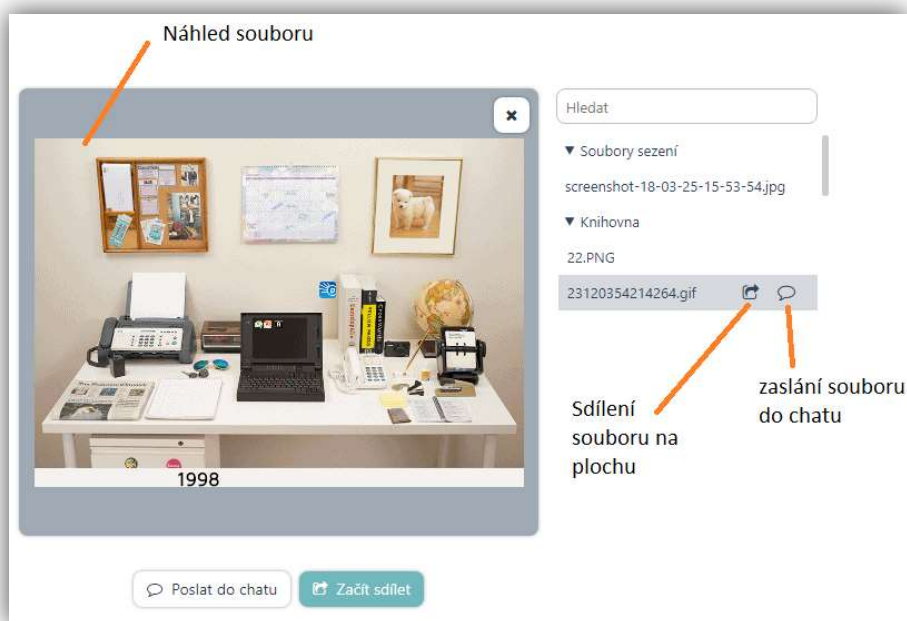 Náhled souboru
Hledat
▼ Soubory sezení
screenshot-18-03-25-15-53-54.jpg
▼ Knihovna
22.PNG
23120354214264.gif
zaslání souboru
do chatu
Sdílení
souboru na
plochu
1998
Poslat do chatu
Začít sdílet